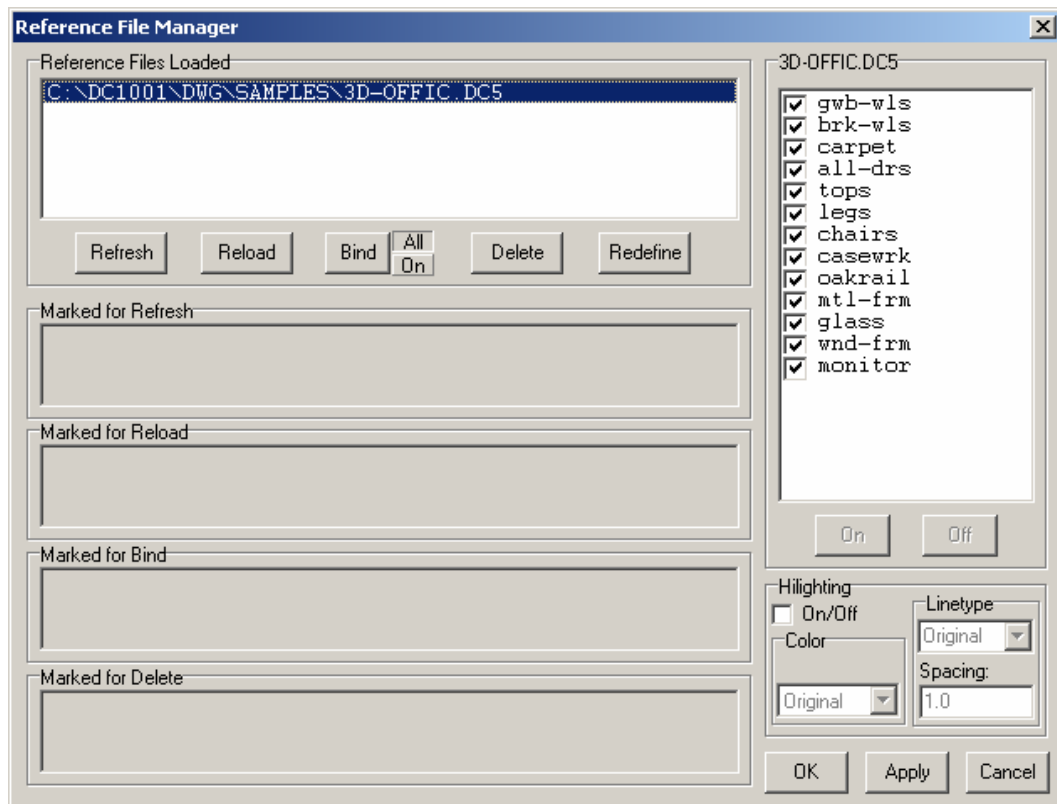 Reference File Manager
Reference Files Loaded
C:\DC1001\DWG\SAMPLES\3D-OFFIC.DC5
Refresh
Reload
Bind
All
On
Delete
Redefine
Marked for Refresh
Marked for Reload
Marked for Bind
Marked for Delete
3D-OFFIC.DC5
gwb-wls
brk-wls
carpet
all-drs
tops
legs
chairs
casewrk
oakrail
mtl-frm
glass
wnd-frm
monitor
On
Off
Hilighting
On/Off
Color
Original
Linetype
Original
Spacing:
1.0
OK
Apply
Cancel